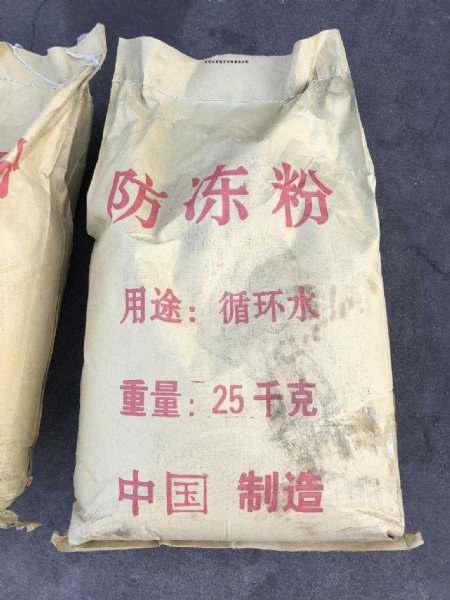 防冻粉
用途：循环水
重量：25千克
中国 制造